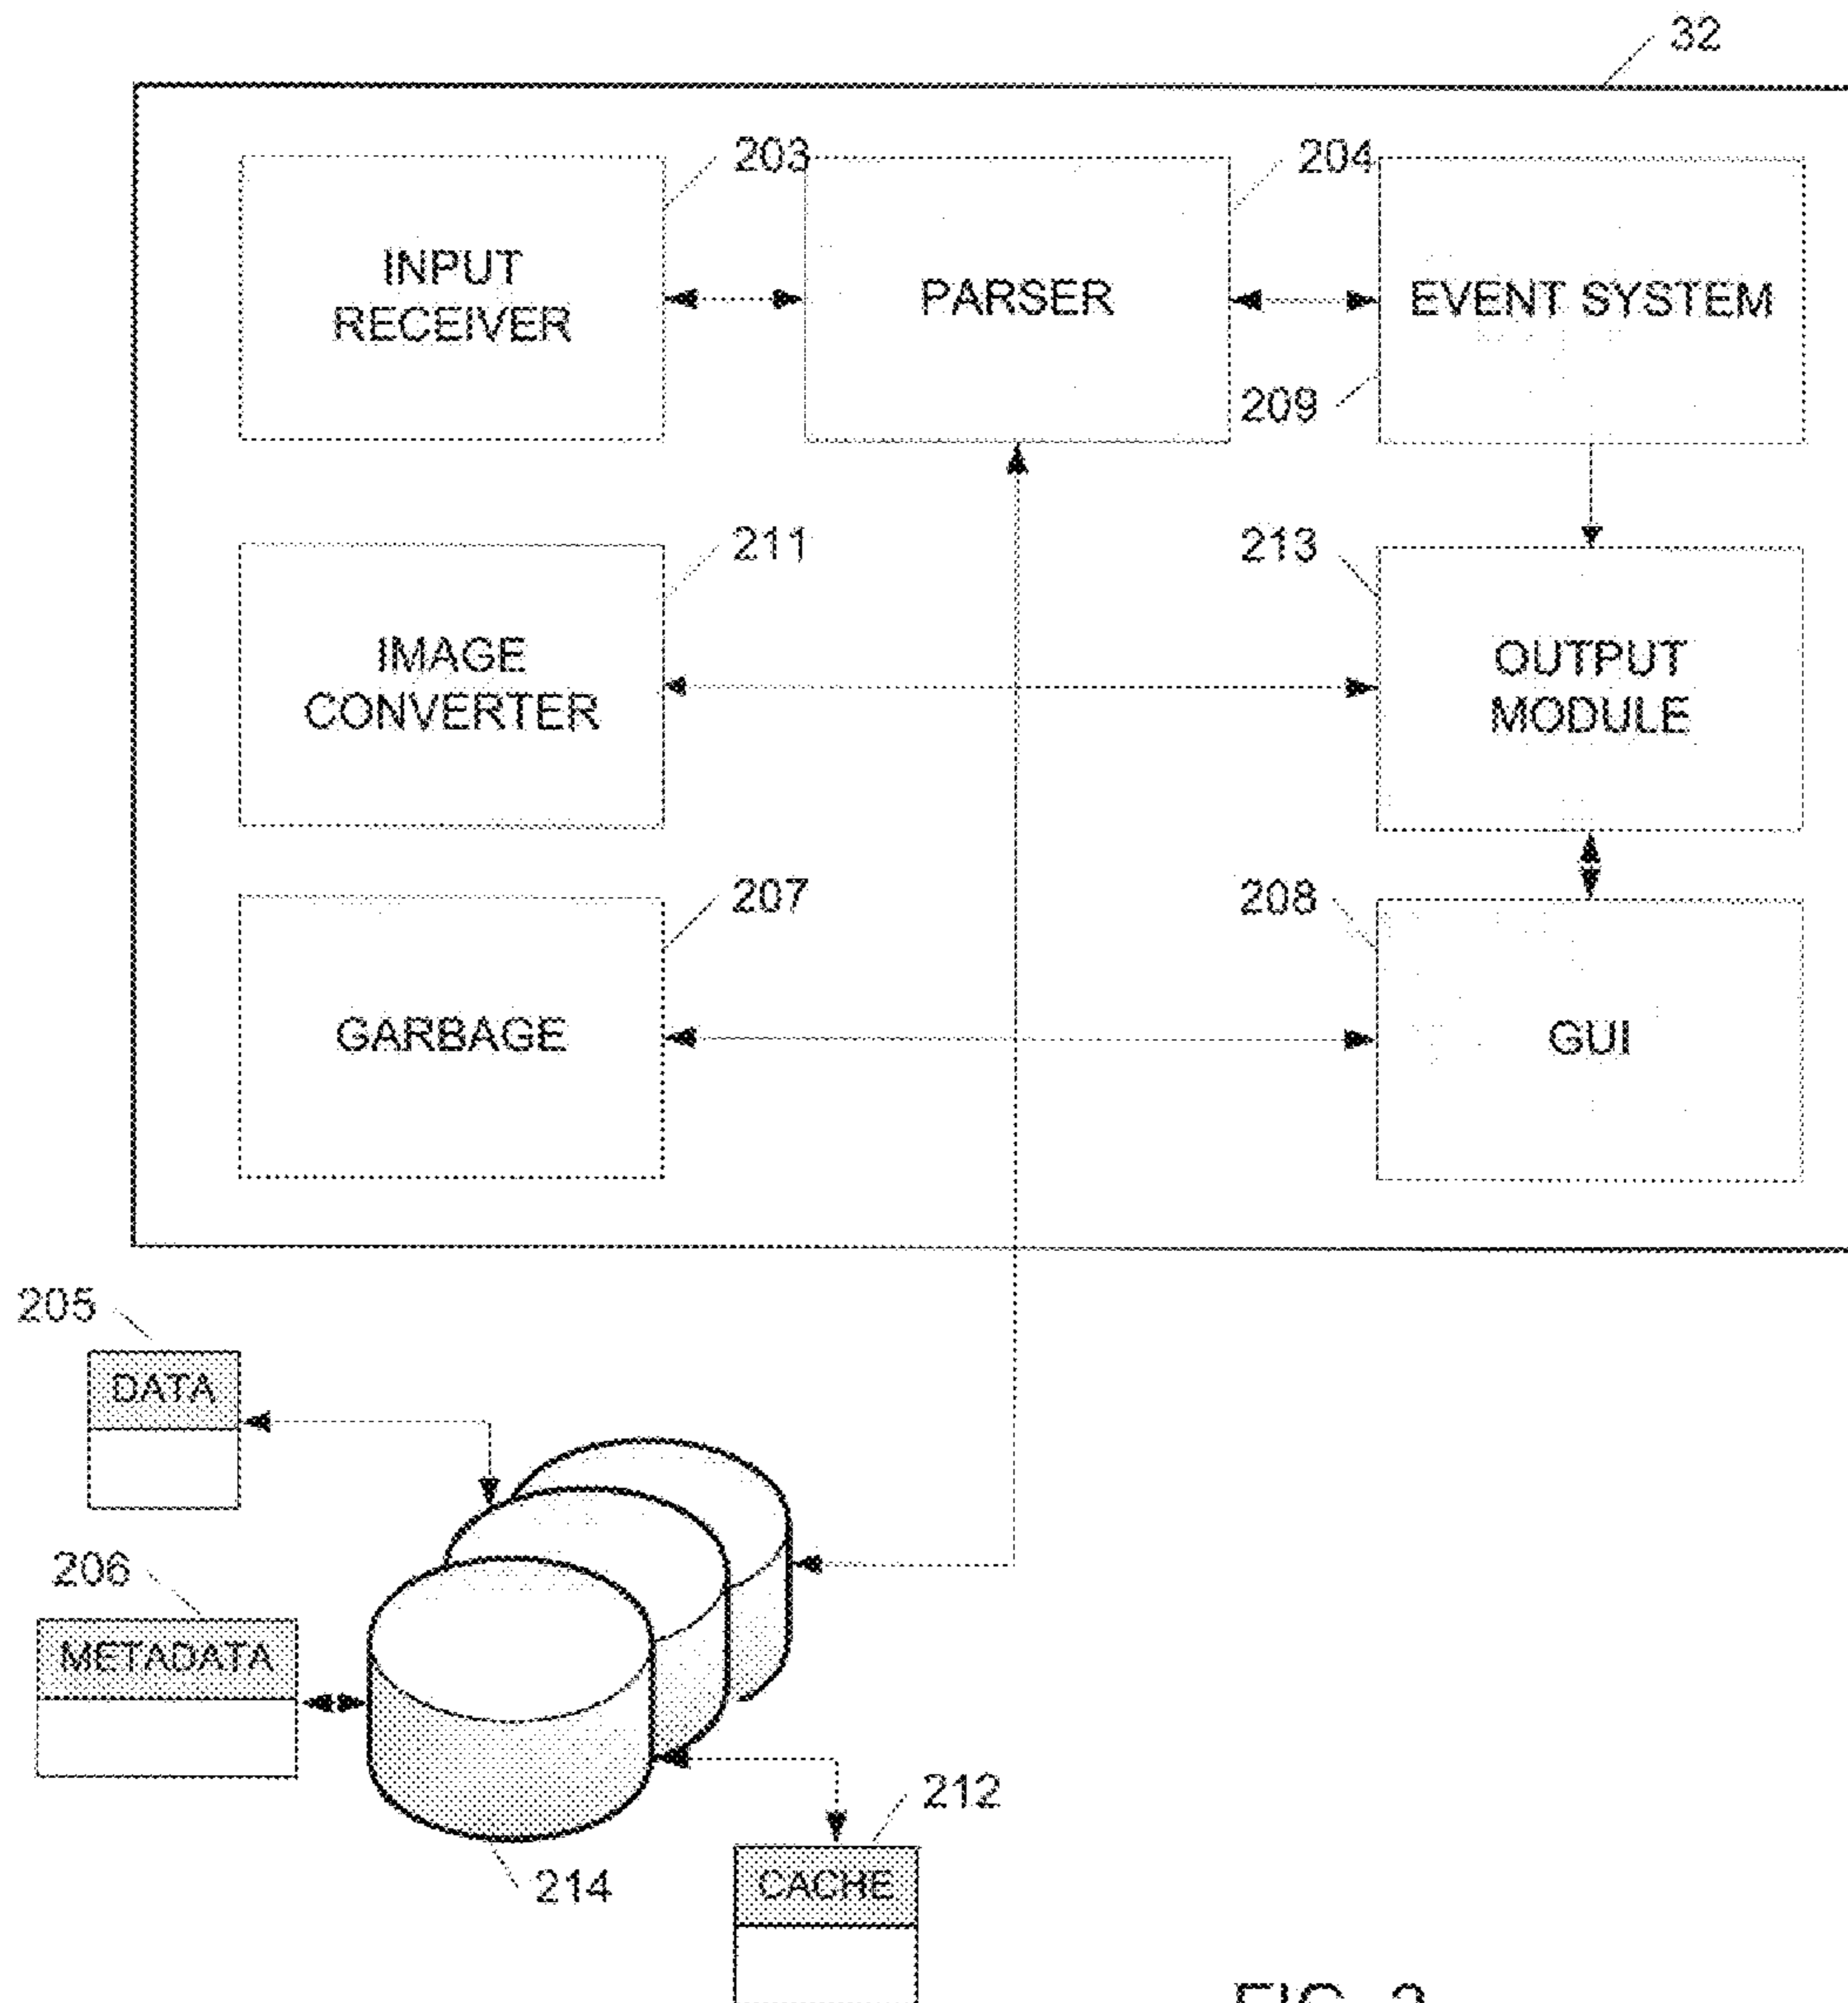 32
203
204
INPUT
RECEIVER
PARSER
EVENT SYSTEM
209
211
213
IMAGE
CONVERTER
OUTPUT
MODULE
207
208
GARBAGE
GUI
205
DATA
206
METADATA
212
214
CACHE
FIG.